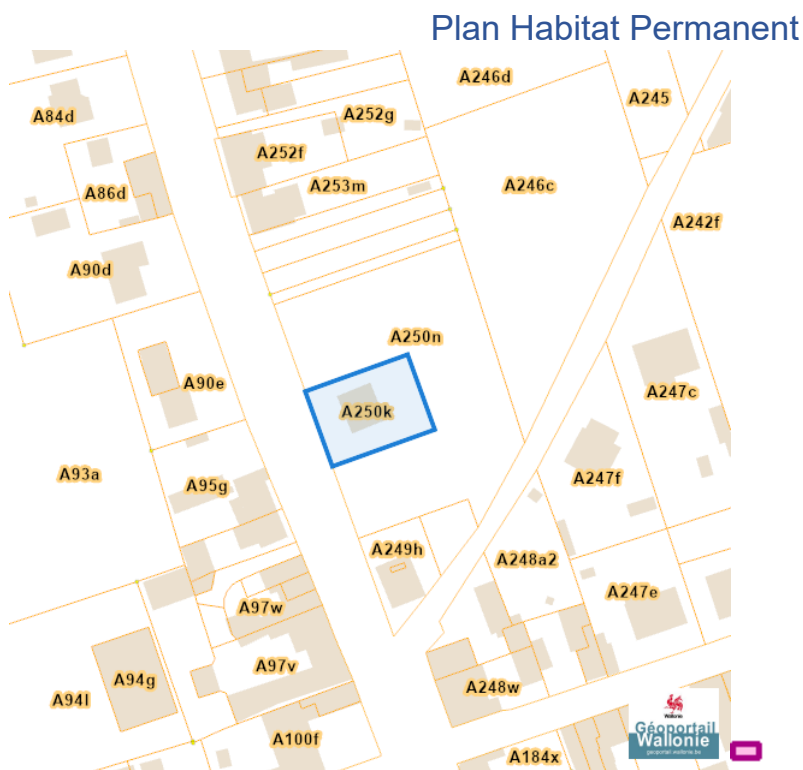 Plan Habitat Permanent
A246d
A245
A84d
A252g
A252f
A86d
A253m
A246c
A242f
A90d
A250n
A90e
A250k
A247c
A93a
A95g
A247f
A249h
A248a2
A97w
A247e
A97v
A94g
A94l
A248w
A100f
Wallonie
Géoportail
Wallonie
geoportail.wallonie.be
A184x